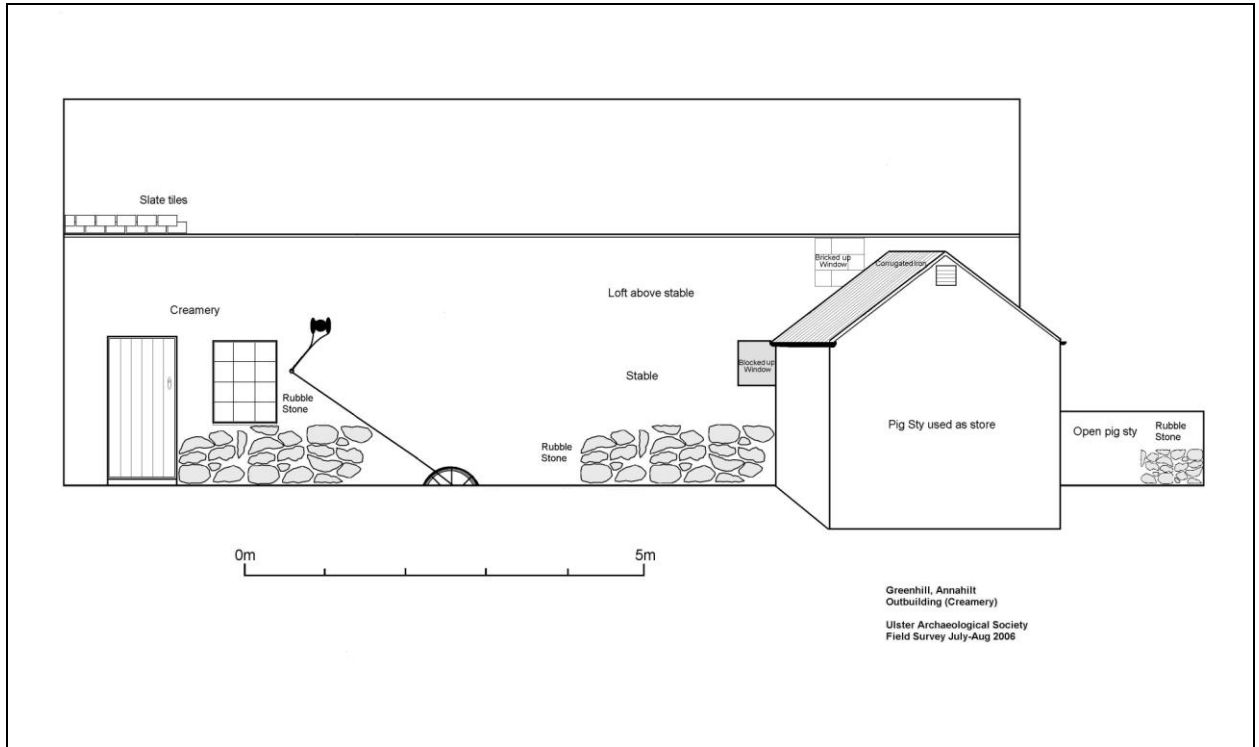 Slate tiles
Bricked up
Window
Corrugated Iron
Loft above stable
Creamery
Blocked up
Window
Stable
Rubble
Stone
Pig Sty used as store
Open pig sty
Rubble
Stone
Rubble
Stone
0m
5m
Greenhill, Annahilt
Outbuilding (Creamery)
Ulster Archaeological Society
Field Survey July-Aug 2006